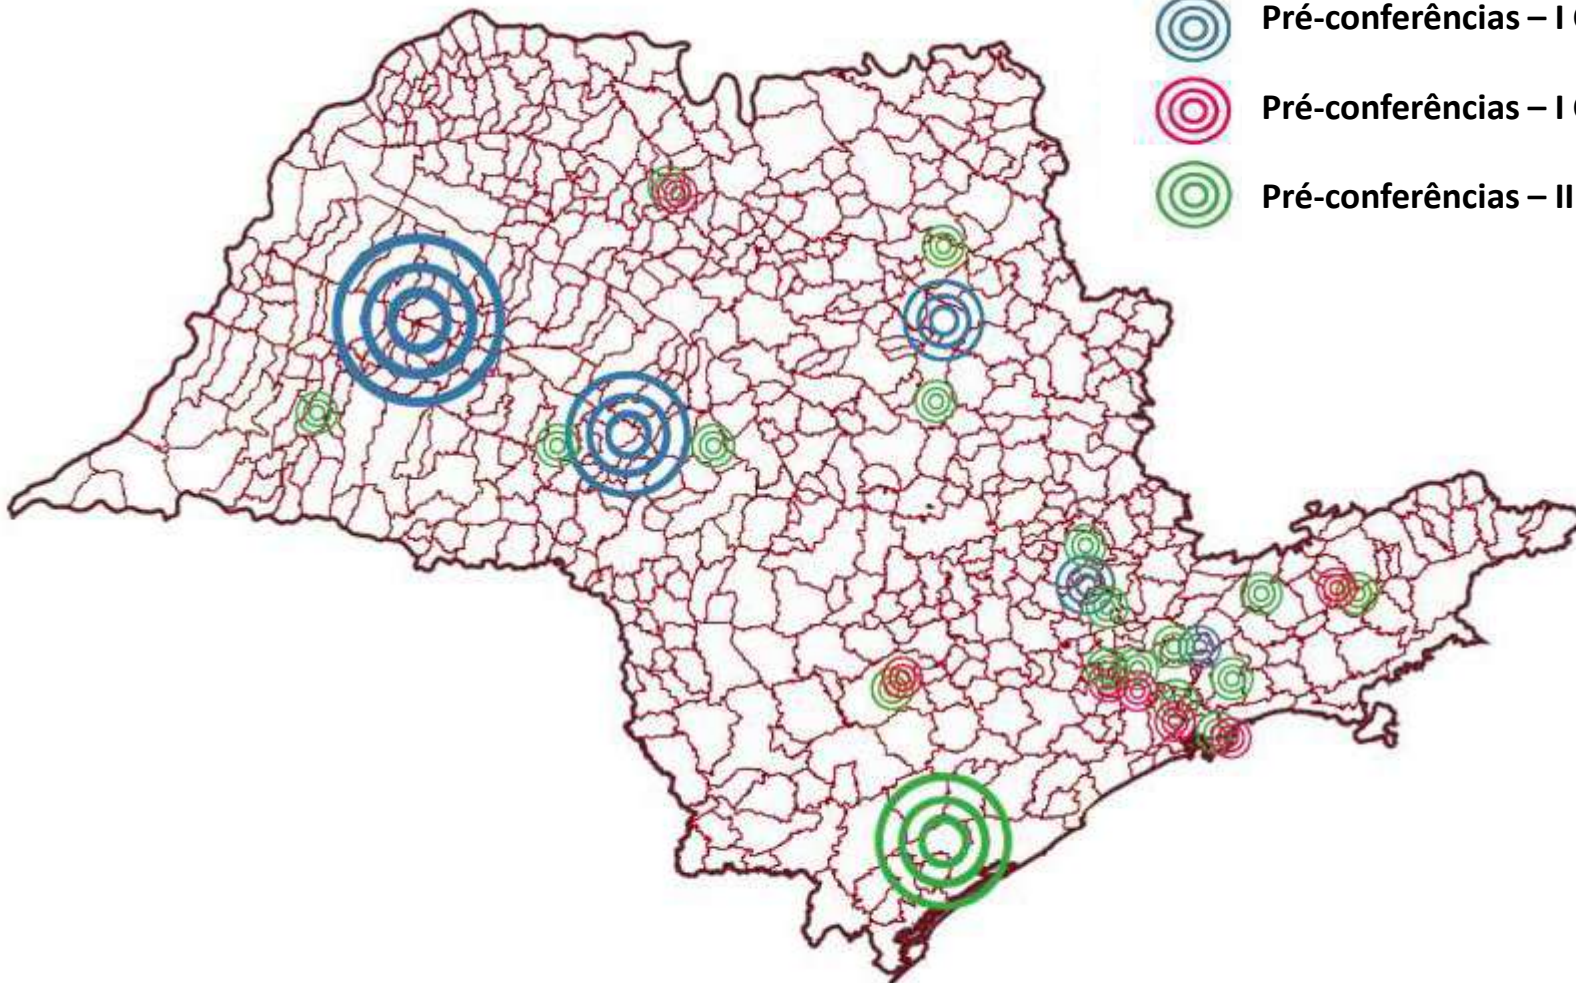 Pré-conferências – I
Pré-conferências – I
Pré-conferências – II